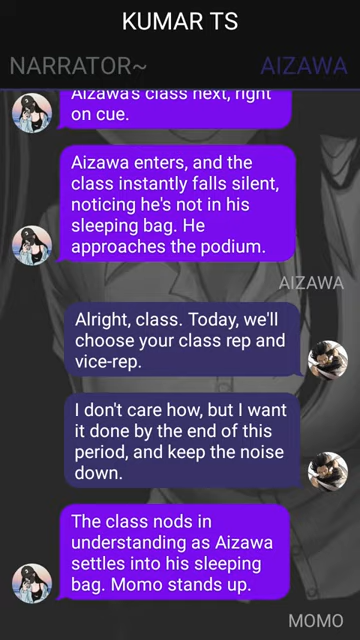 KUMAR TS
NARRATOR~ AIZAWA
Aizawa's class next, right
on cue.
Aizawa enters, and the
class instantly falls silent,
noticing he's not in his
sleeping bag. He
approaches the podium.
AIZAWA
Alright, class. Today, we'll
choose your class rep and
vice-rep.
I don't care how, but I want
it done by the end of this
period, and keep the noise
down.
The class nods in
understanding as Aizawa
settles into his sleeping
bag. Momo stands up.
MOMO